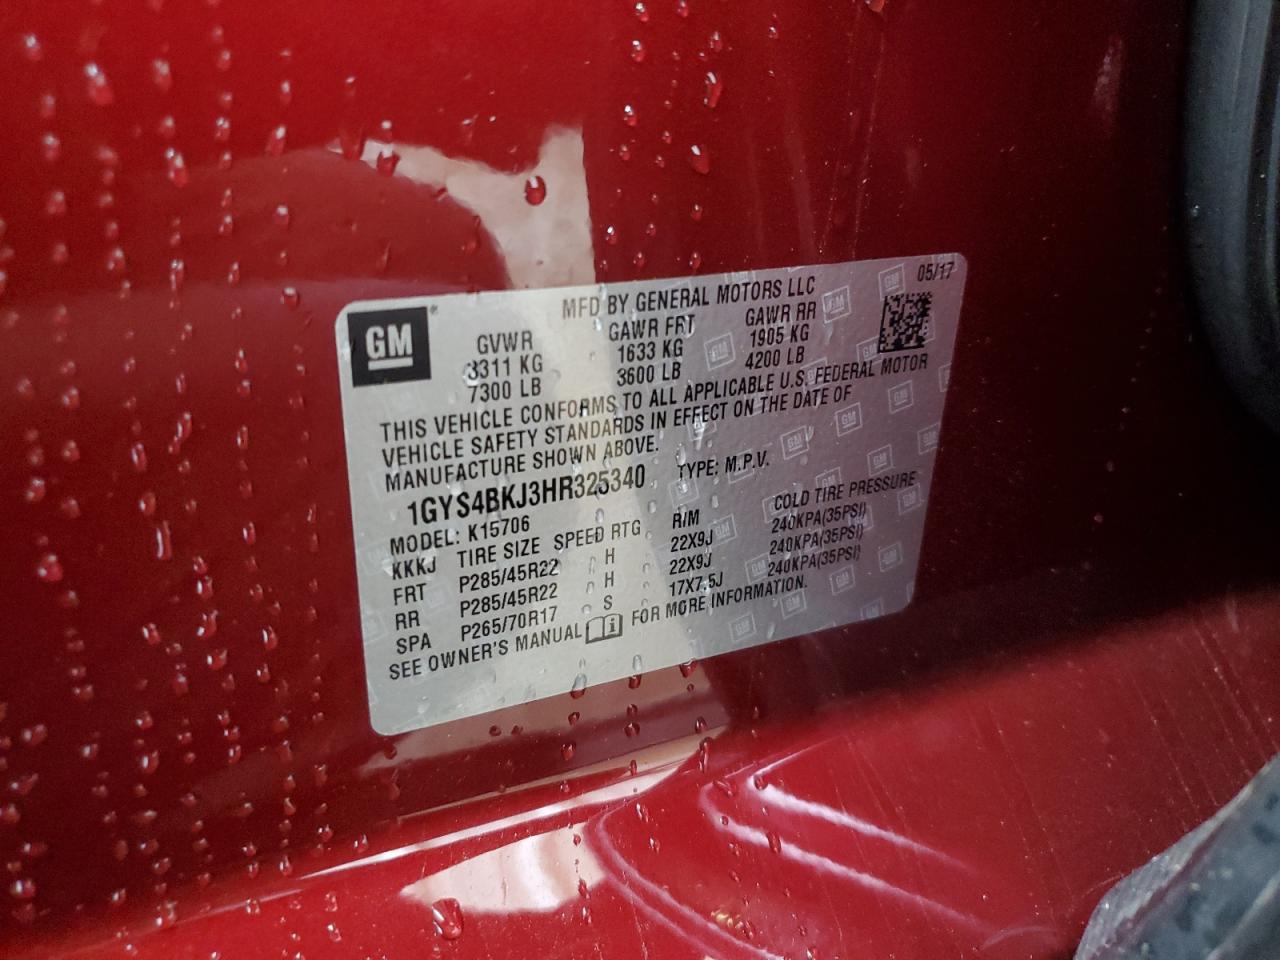 MFD BY GENERAL MOTORS LLC 05/17
GM
GVWR GAWR FRT GAWR RR
3311 KG 1633 KG 1905 KG
7300 LB 3600 LB 4200 LB
THIS VEHICLE CONFORMS TO ALL APPLICABLE U.S. FEDERAL MOTOR
VEHICLE SAFETY STANDARDS IN EFFECT ON THE DATE OF
MANUFACTURE SHOWN ABOVE.
1GYS4BKJ3HR325340 TYPE: M.P.V.
MODEL: K15706
KKKJ TIRE SIZE SPEED RTG RIM COLD TIRE PRESSURE
FRT P285/45R22 H 22X9J 240KPA(35PSI)
RR P285/45R22 H 22X9J 240KPA(35PSI)
SPA P265/70R17 S 17X7.5J 240KPA(35PSI)
SEE OWNER'S MANUAL FOR MORE INFORMATION.